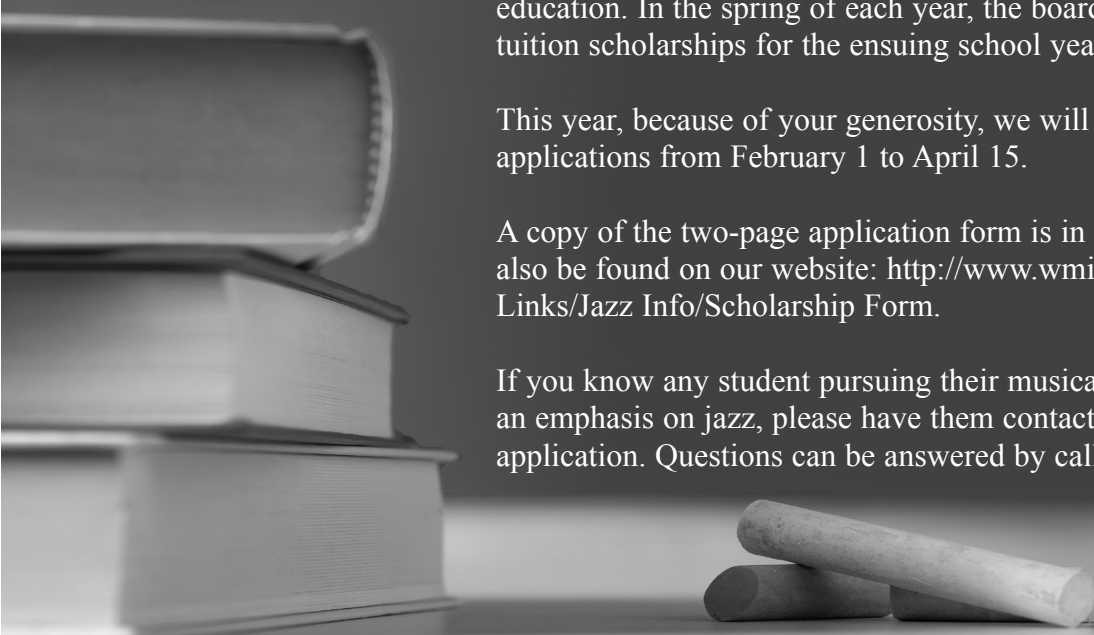 education. In the spring of each year, the board
tuition scholarships for the ensuing school yea
This year, because of your generosity, we will
applications from February 1 to April 15.
A copy of the two-page application form is in
also be found on our website: http://www.wmi
Links/Jazz Info/Scholarship Form.
If you know any student pursuing their musica
an emphasis on jazz, please have them contact
application. Questions can be answered by cal